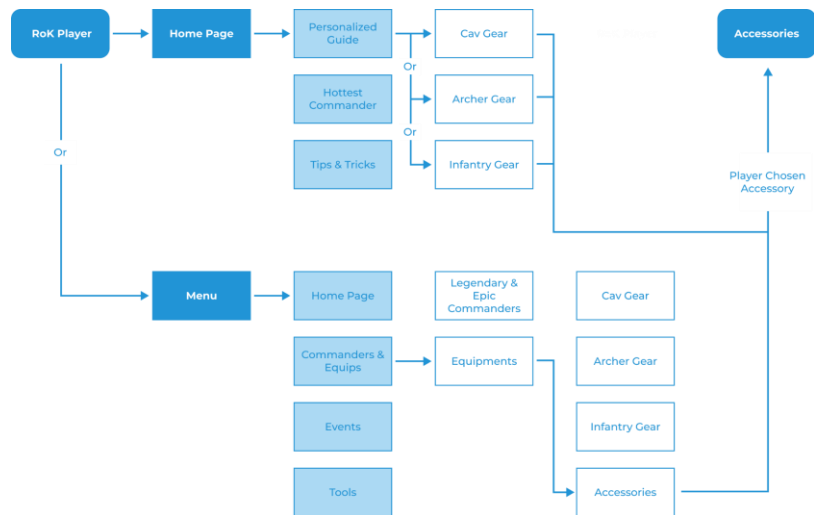 RoK Player
Home Page
Personalized
Guide
Cav Gear
Accessories
Or
Hottest
Commander
Archer Gear
Or
Or
Tips & Tricks
Infantry Gear
Player Chosen
Accessory
Menu
Home Page
Legendary &
Epic
Commanders
Cav Gear
Commanders &
Equips
Equipments
Archer Gear
Events
Infantry Gear
Tools
Accessories